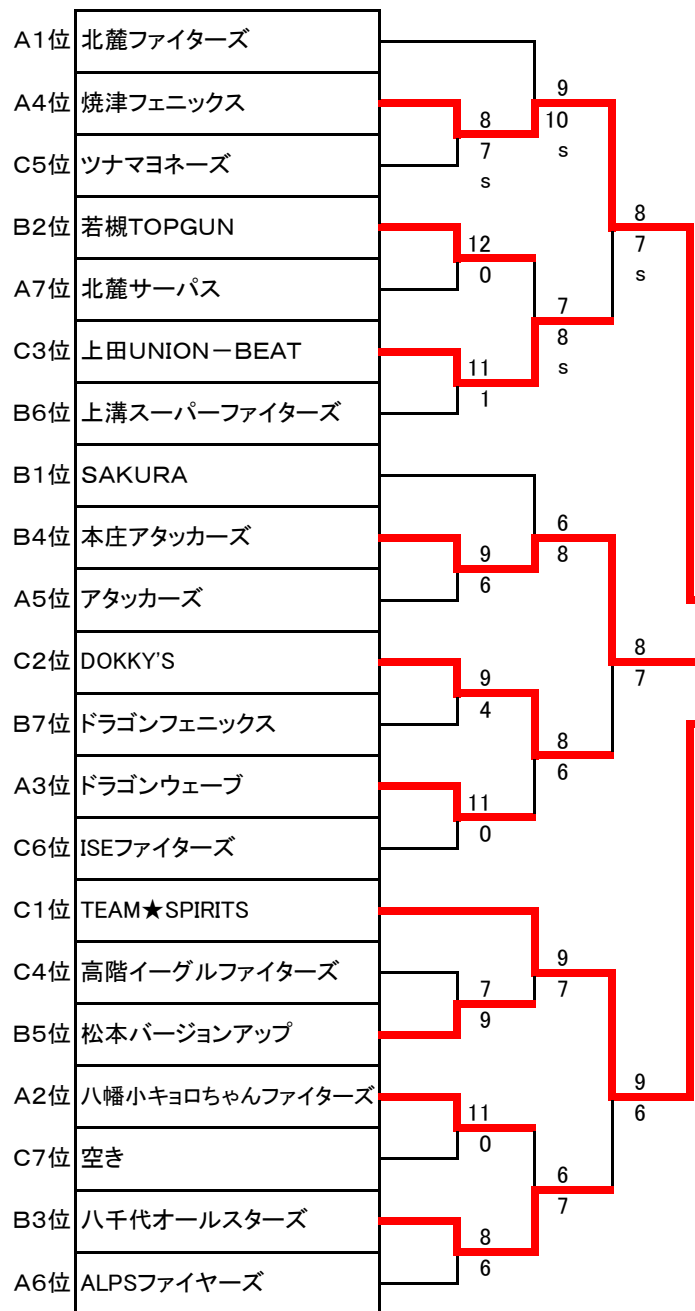 A1位 北麓ファイターズ
A4位 焼津フェニックス
C5位 ツナマヨネーズ
B2位 若槻TOPGUN
A7位 北麓サーパス
C3位 上田UNION－BEAT
B6位 上溝スーパーファイターズ
B1位 SAKURA
B4位 本庄アタッカーズ
A5位 アタッカーズ
C2位 DOKKY'S
B7位 ドラゴンフェニックス
A3位 ドラゴンウェーブ
C6位 ISEファイターズ
C1位 TEAM★SPIRITS
C4位 高階イーグルファイターズ
B5位 松本バージョンアップ
A2位 八幡小キョロちゃんファイターズ
C7位 空き
B3位 八千代オールスターズ
A6位 ALPSファイヤーズ
8
7
s
12
0
11
1
9
6
9
4
11
0
7
9
11
0
8
6
9
10
s
7
8
s
6
8
8
6
9
7
6
7
8
7
s
8
7
9
6